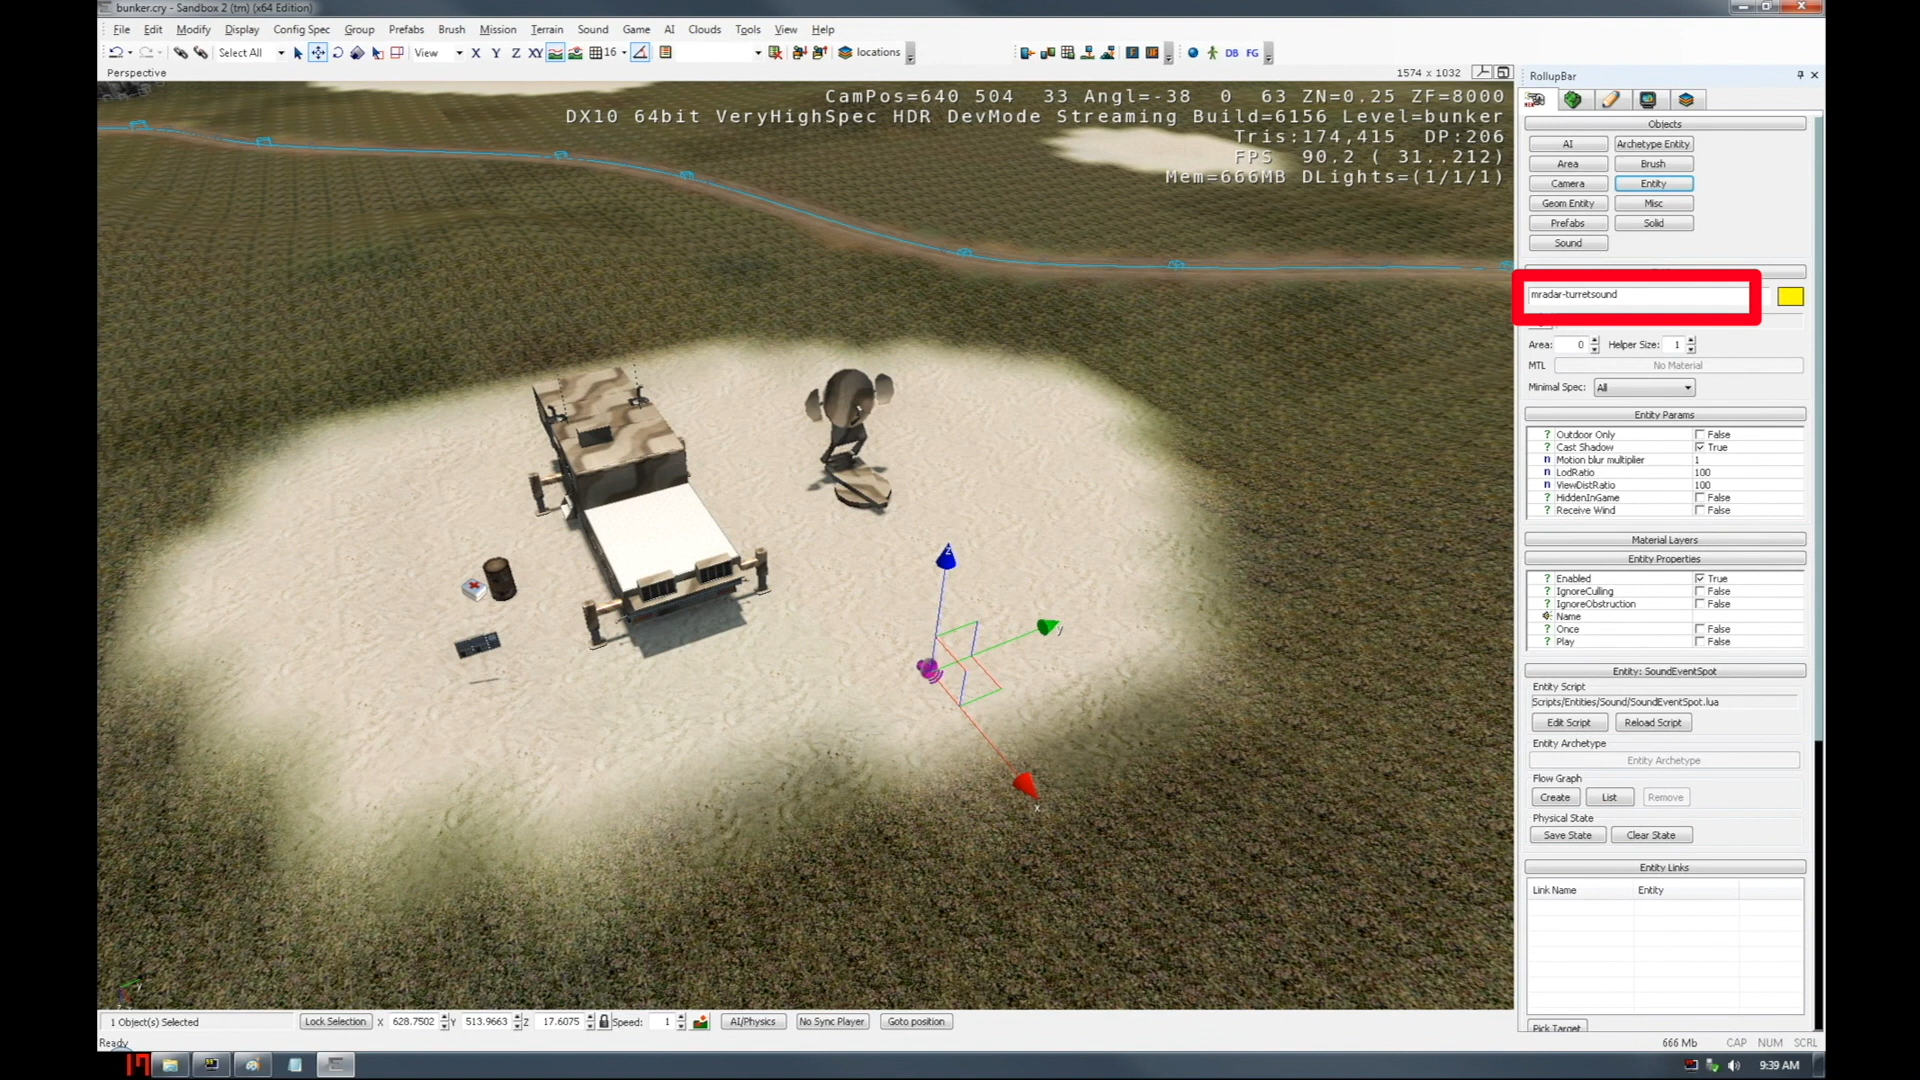 bunker.cry - Sandbox 2 (tm) (x64 Edition)
File Edit Modify Display Config Spec Group Prefabs Brush Mission Terrain Sound Game AI Clouds Tools View Help
Select All View X Y Z XY 16 locations DB FG
Perspective 1574 x 1032
CamPos=640 504 33 Angl=-38 0 63 ZN=0.25 ZF=8000
DX10 64bit VeryHighSpec HDR DevMode Streaming Build=6156 Level=bunker
Tris:174,415 DP:206
FPS 90.2 ( 31..212)
Mem=666MB DLights=(1/1/1)
z
y
x
RollupBar
Objects
AI Archetype Entity
Area Brush
Camera Entity
Geom Entity Misc
Prefabs Solid
Sound
mradar-turretsound
Area: 0 Helper Size: 1
MTL No Material
Minimal Spec: All
Entity Params
? Outdoor Only False
? Cast Shadow True
n Motion blur multiplier 1
n LodRatio 100
n ViewDistRatio 100
? HiddenInGame False
? Receive Wind False
Material Layers
Entity Properties
? Enabled True
? IgnoreCulling False
? IgnoreObstruction False
Name
? Once False
? Play False
Entity: SoundEventSpot
Entity Script
Scripts/Entities/Sound/SoundEventSpot.lua
Edit Script Reload Script
Entity Archetype
Entity Archetype
Flow Graph
Create List Remove
Physical State
Save State Clear State
Entity Links
Link Name Entity
Pick Target
1 Object(s) Selected Lock Selection X 628.7502 Y 513.9663 Z 17.6075 Speed: 1 AI/Physics No Sync Player Goto position
Ready 666 Mb CAP NUM SCRL
9:39 AM